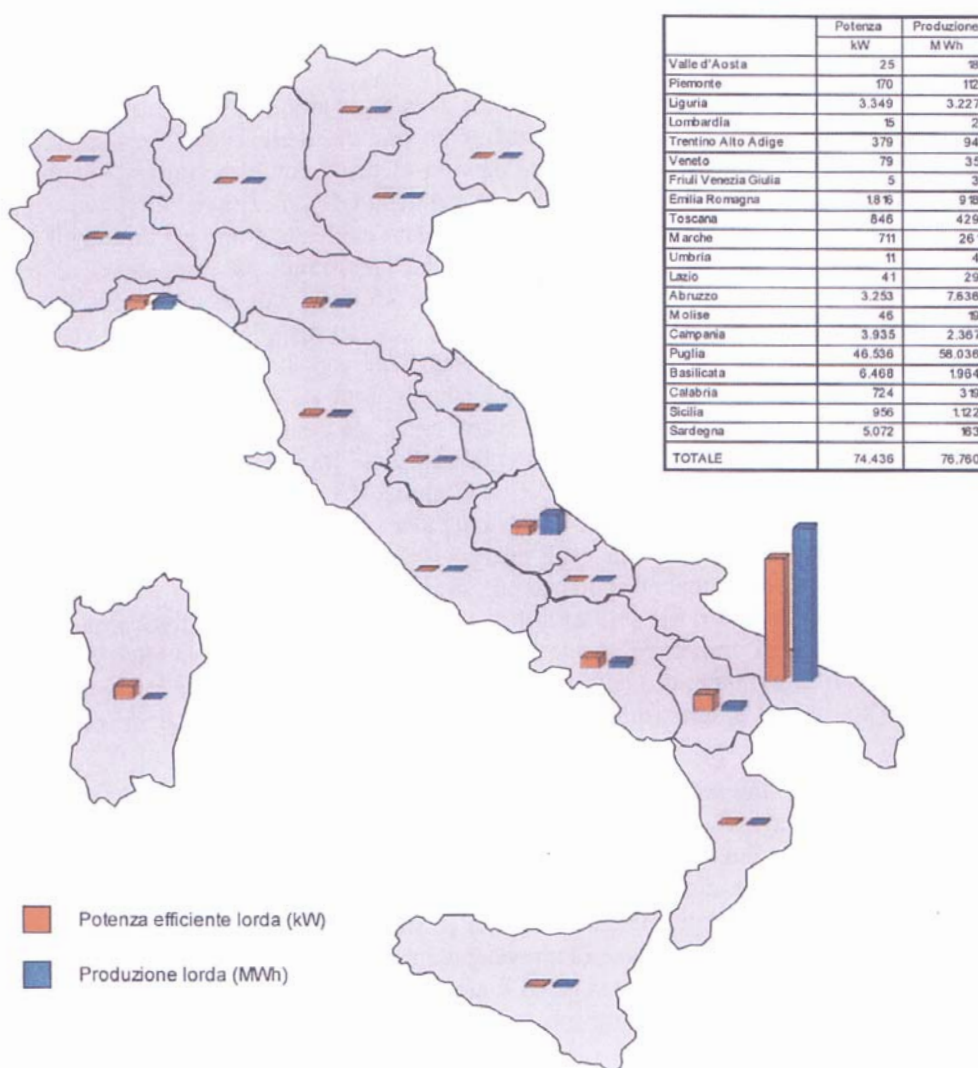 Potenza Produzione
kW MWh
Valle d'Aosta 25 18
Piemonte 170 112
Liguria 3.349 3.227
Lombardia 15 2
Trentino Alto Adige 379 94
Veneto 79 35
Friuli Venezia Giulia 5 3
Emilia Romagna 1.816 918
Toscana 846 429
Marche 711 261
Umbria 11 4
Lazio 41 29
Abruzzo 3.253 7.636
Molise 46 19
Campania 3.935 2.367
Puglia 46.536 58.036
Basilicata 6.468 1.964
Calabria 724 319
Sicilia 956 1.122
Sardegna 5.072 163
TOTALE 74.436 76.760
Potenza efficiente lorda (kW)
Produzione lorda (MWh)